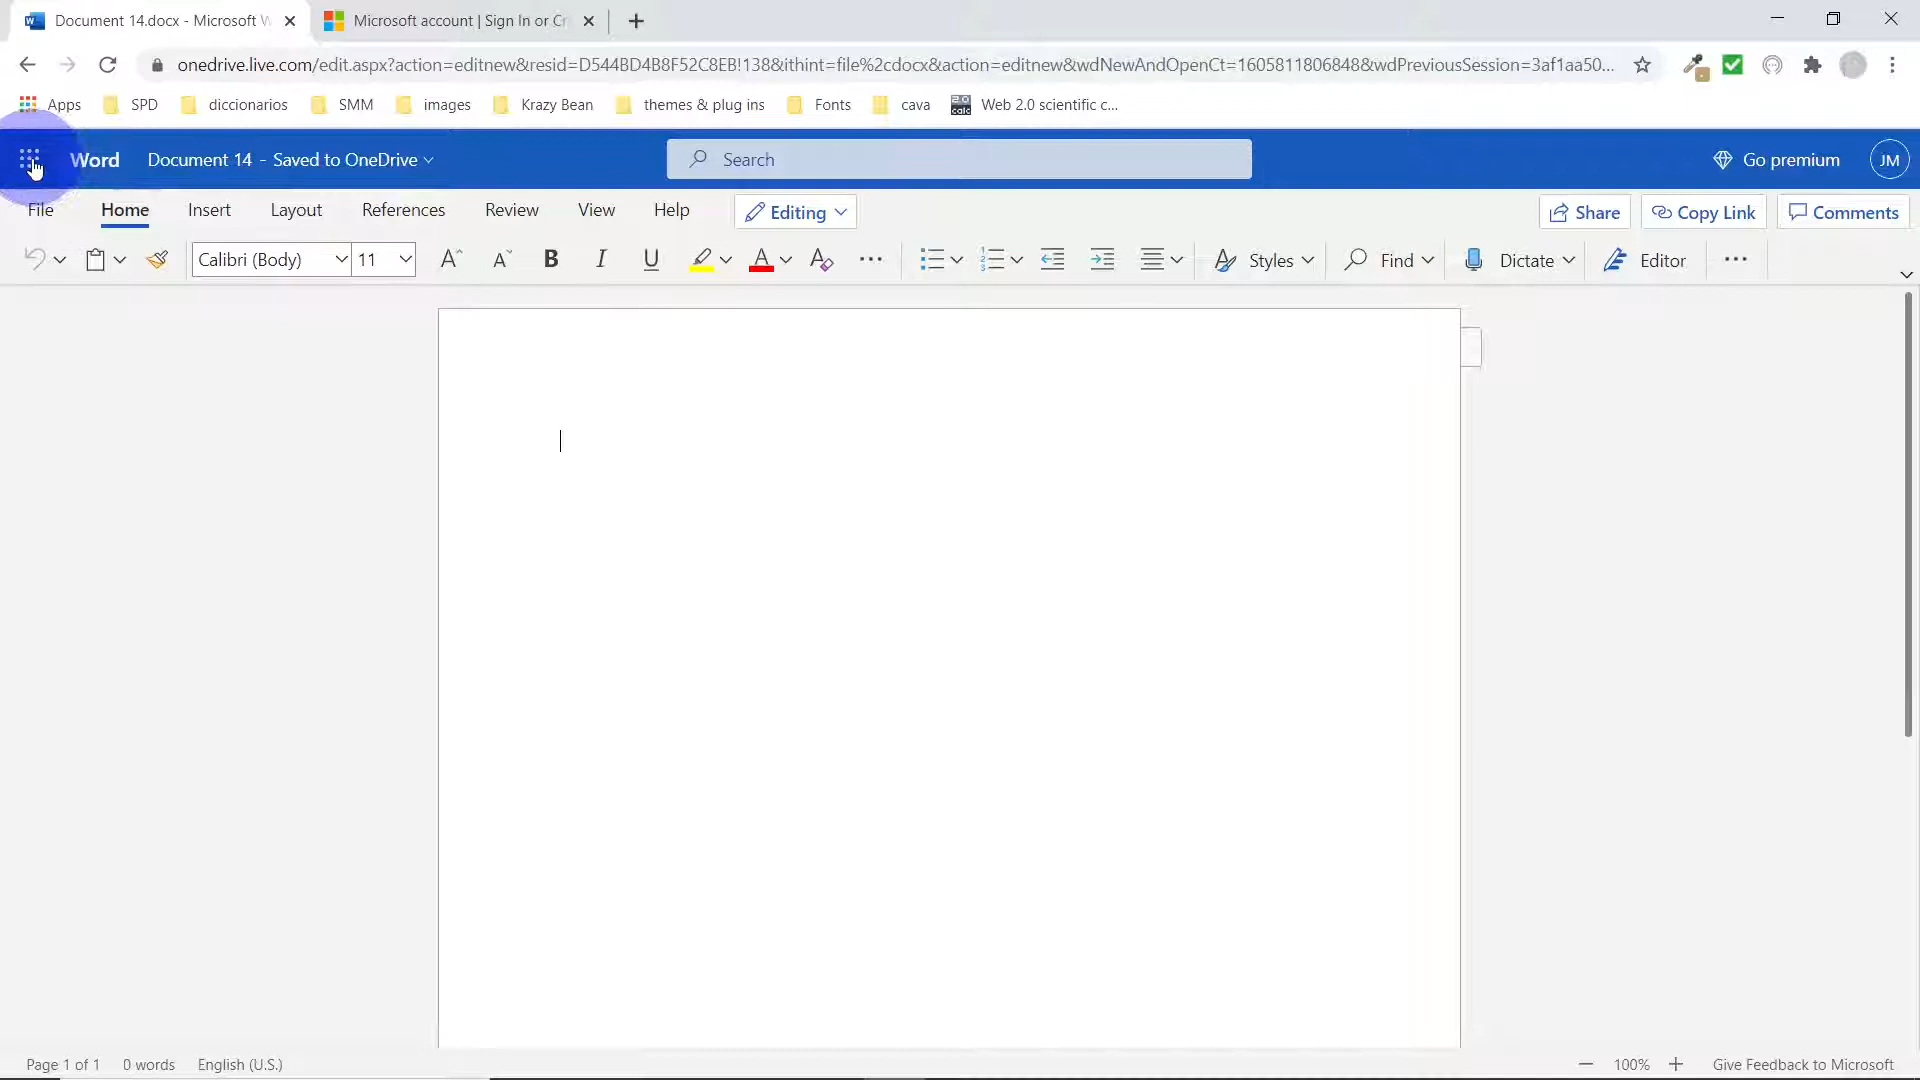 Document 14.docx - Microsoft W
Microsoft account | Sign In or Cr
onedrive.live.com/edit.aspx?action=editnew&resid=D544BD4B8F52C8EB!138&ithint=file%2cdocx&action=editnew&wdNewAndOpenCt=1605811806848&wdPreviousSession=3af1aa50...
Apps SPD diccionarios SMM images Krazy Bean themes & plug ins Fonts cava 2.0 calc Web 2.0 scientific c...
Word Document 14 - Saved to OneDrive Search Go premium JM
File Home Insert Layout References Review View Help Editing Share Copy Link Comments
Calibri (Body) 11 A A B I U A A Styles Find Dictate Editor
Page 1 of 1 0 words English (U.S.) 100% Give Feedback to Microsoft